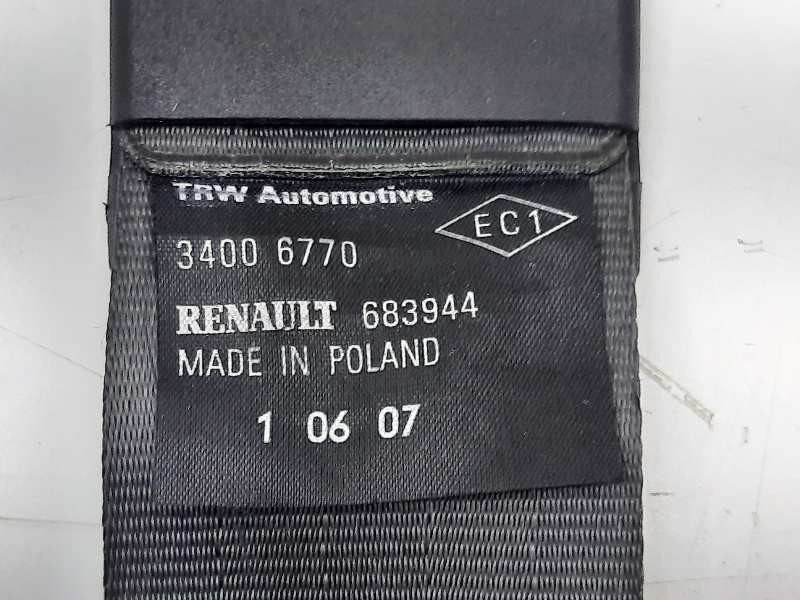 TRW Automotive
EC1
3400 6770
RENAULT 683944
MADE IN POLAND
1 06 07